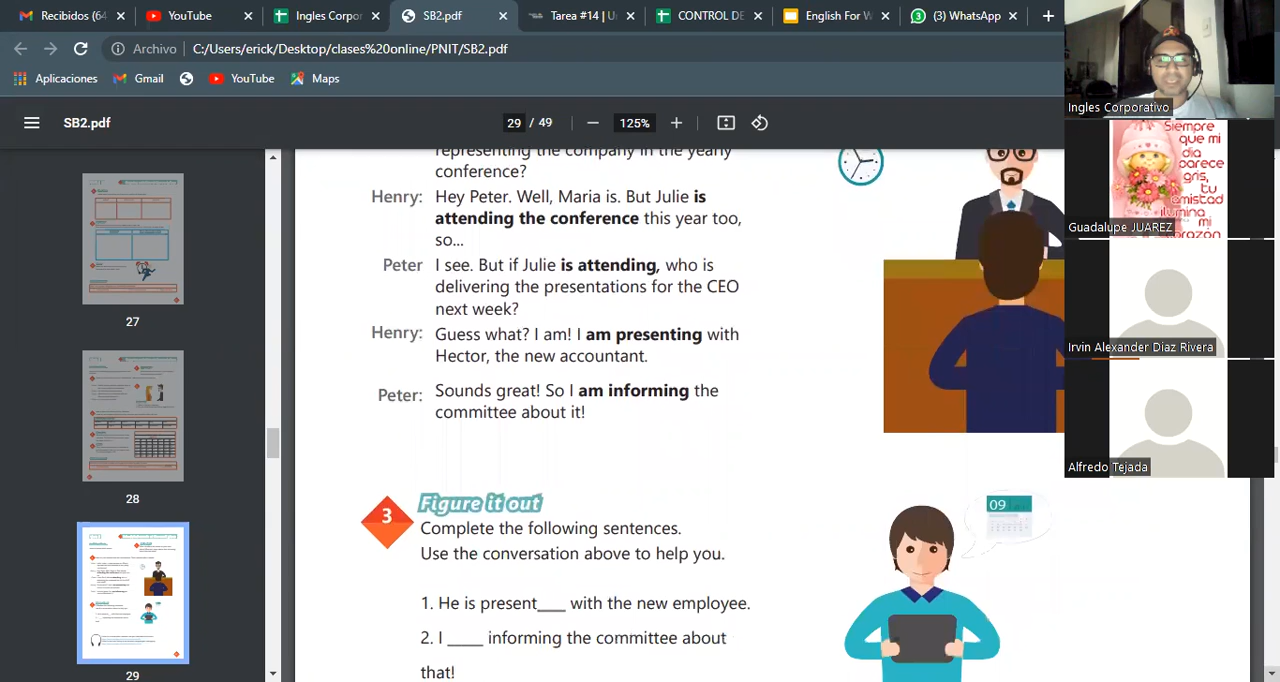 Recibidos (64
YouTube
Ingles Corpor
SB2.pdf
Tarea #14 | U
CONTROL DE
English For W
(3) WhatsApp
Archivo
C:/Users/erick/Desktop/clases%20online/PNIT/SB2.pdf
Aplicaciones
Gmail
YouTube
Maps
SB2.pdf
29 / 49
125%
27
28
29
representing the company in the yearly
conference?
Henry: Hey Peter. Well, Maria is. But Julie is
attending the conference this year too,
so...
Peter I see. But if Julie is attending, who is
delivering the presentations for the CEO
next week?
Henry: Guess what? I am! I am presenting with
Hector, the new accountant.
Peter: Sounds great! So I am informing the
committee about it!
3
Figure it out
Complete the following sentences.
Use the conversation above to help you.
1. He is present___ with the new employee.
2. I ____ informing the committee about
that!
09
Ingles Corporativo
Siempre
que mi
dia
parece
gris,
tu
amistad
ilumina
mi
corazón
Guadalupe JUAREZ
Irvin Alexander Diaz Rivera
Alfredo Tejada